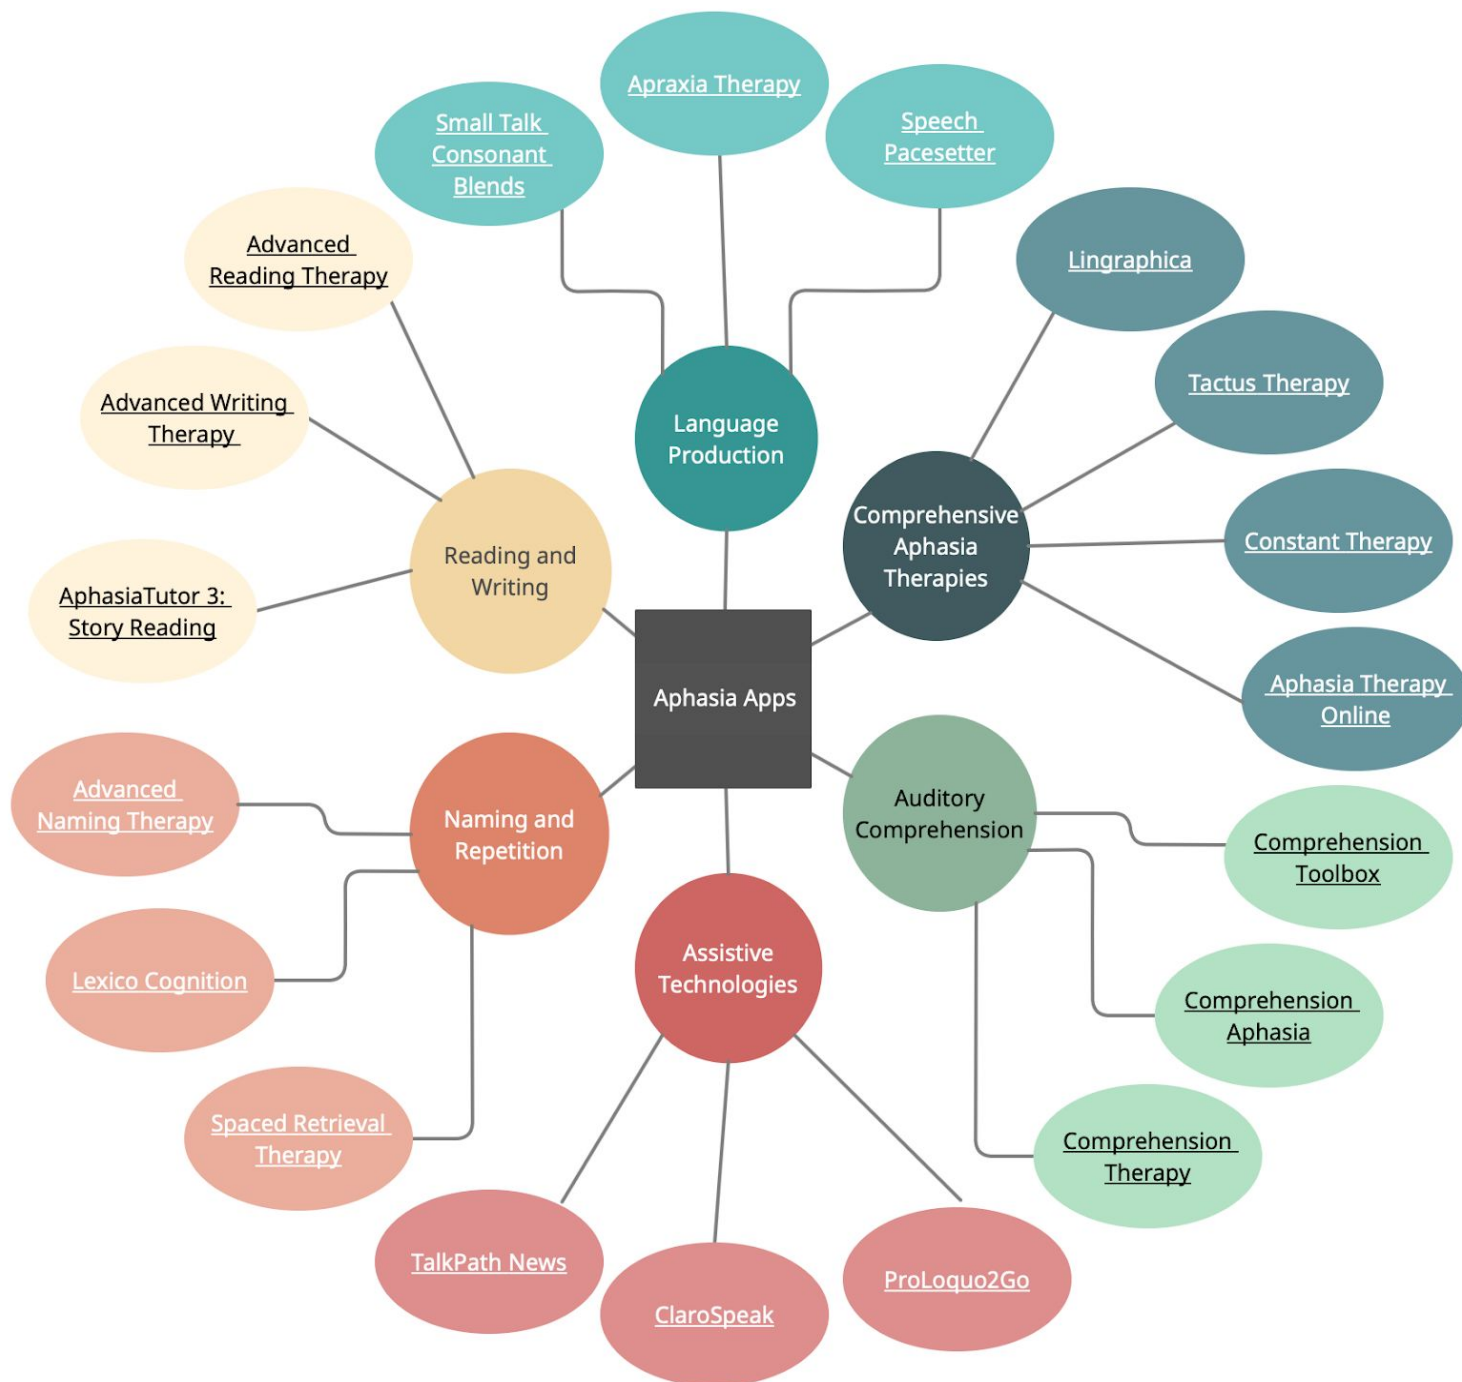 Apraxia Therapy
Small Talk
Consonant
Blends
Speech
Pacesetter
Advanced
Reading Therapy
Lingraphica
Advanced Writing
Therapy
Tactus Therapy
Language
Production
Comprehensive
Aphasia
Therapies
Constant Therapy
Reading and
Writing
AphasiaTutor 3:
Story Reading
Aphasia Apps
Aphasia Therapy
Online
Advanced
Naming Therapy
Naming and
Repetition
Auditory
Comprehension
Comprehension
Toolbox
Lexico Cognition
Assistive
Technologies
Comprehension
Aphasia
Spaced Retrieval
Therapy
Comprehension
Therapy
TalkPath News
ClaroSpeak
ProLoquo2Go